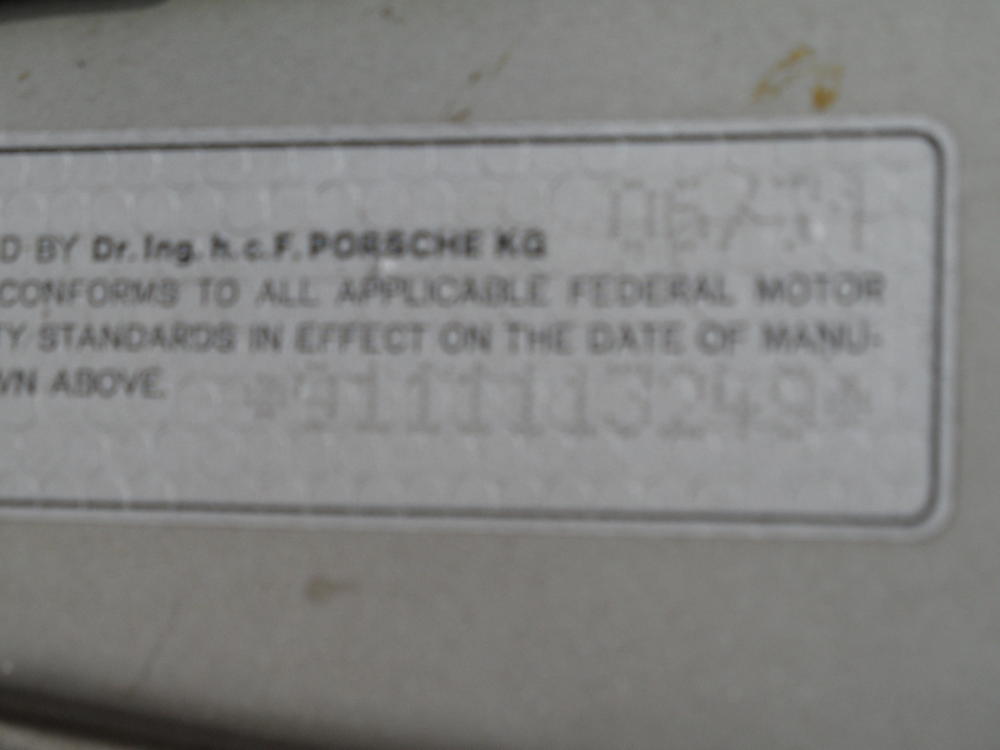 06/71
D BY Dr. Ing. h. c. F. PORSCHE KG
CONFORMS TO ALL APPLICABLE FEDERAL MOTOR
TY STANDARDS IN EFFECT ON THE DATE OF MANU-
WN ABOVE.
*9111113249*